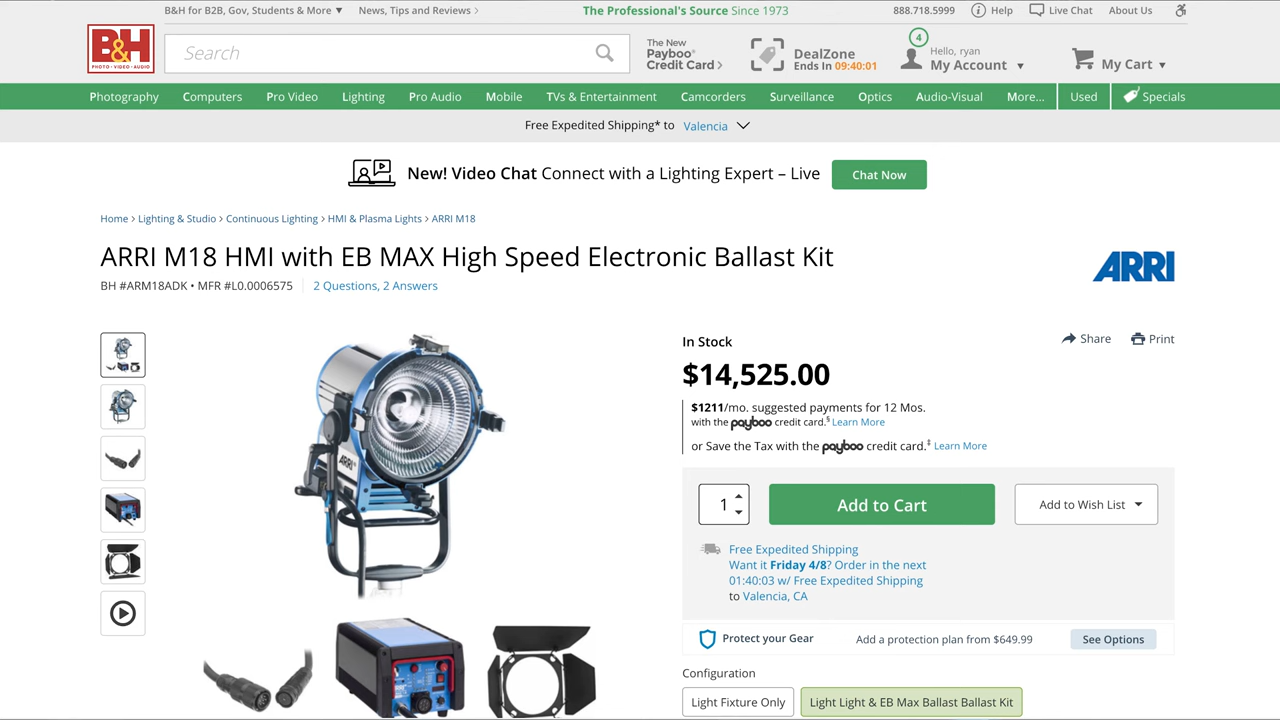 B&H for B2B, Gov, Students & More ▼ News, Tips and Reviews >
The Professional's Source Since 1973
888.718.5999 Help Live Chat About Us
B&H
PHOTO · VIDEO · AUDIO
Search
The New
Payboo®
Credit Card >
DealZone
Ends In 09:40:01
4
Hello, ryan
My Account ▼
My Cart ▼
Photography Computers Pro Video Lighting Pro Audio Mobile TVs & Entertainment Camcorders Surveillance Optics Audio-Visual More... Used Specials
Free Expedited Shipping* to Valencia
New! Video Chat Connect with a Lighting Expert – Live Chat Now
Home > Lighting & Studio > Continuous Lighting > HMI & Plasma Lights > ARRI M18
ARRI M18 HMI with EB MAX High Speed Electronic Ballast Kit
ARRI
BH #ARM18ADK • MFR #L0.0006575 2 Questions, 2 Answers
In Stock
Share Print
$14,525.00
$1211/mo. suggested payments for 12 Mos.
with the payboo credit card.§ Learn More
or Save the Tax with the payboo credit card.‡ Learn More
ARRI
1 Add to Cart Add to Wish List
Free Expedited Shipping
Want it Friday 4/8? Order in the next
01:40:03 w/ Free Expedited Shipping
to Valencia, CA
Protect your Gear Add a protection plan from $649.99 See Options
Configuration
Light Fixture Only Light Light & EB Max Ballast Ballast Kit